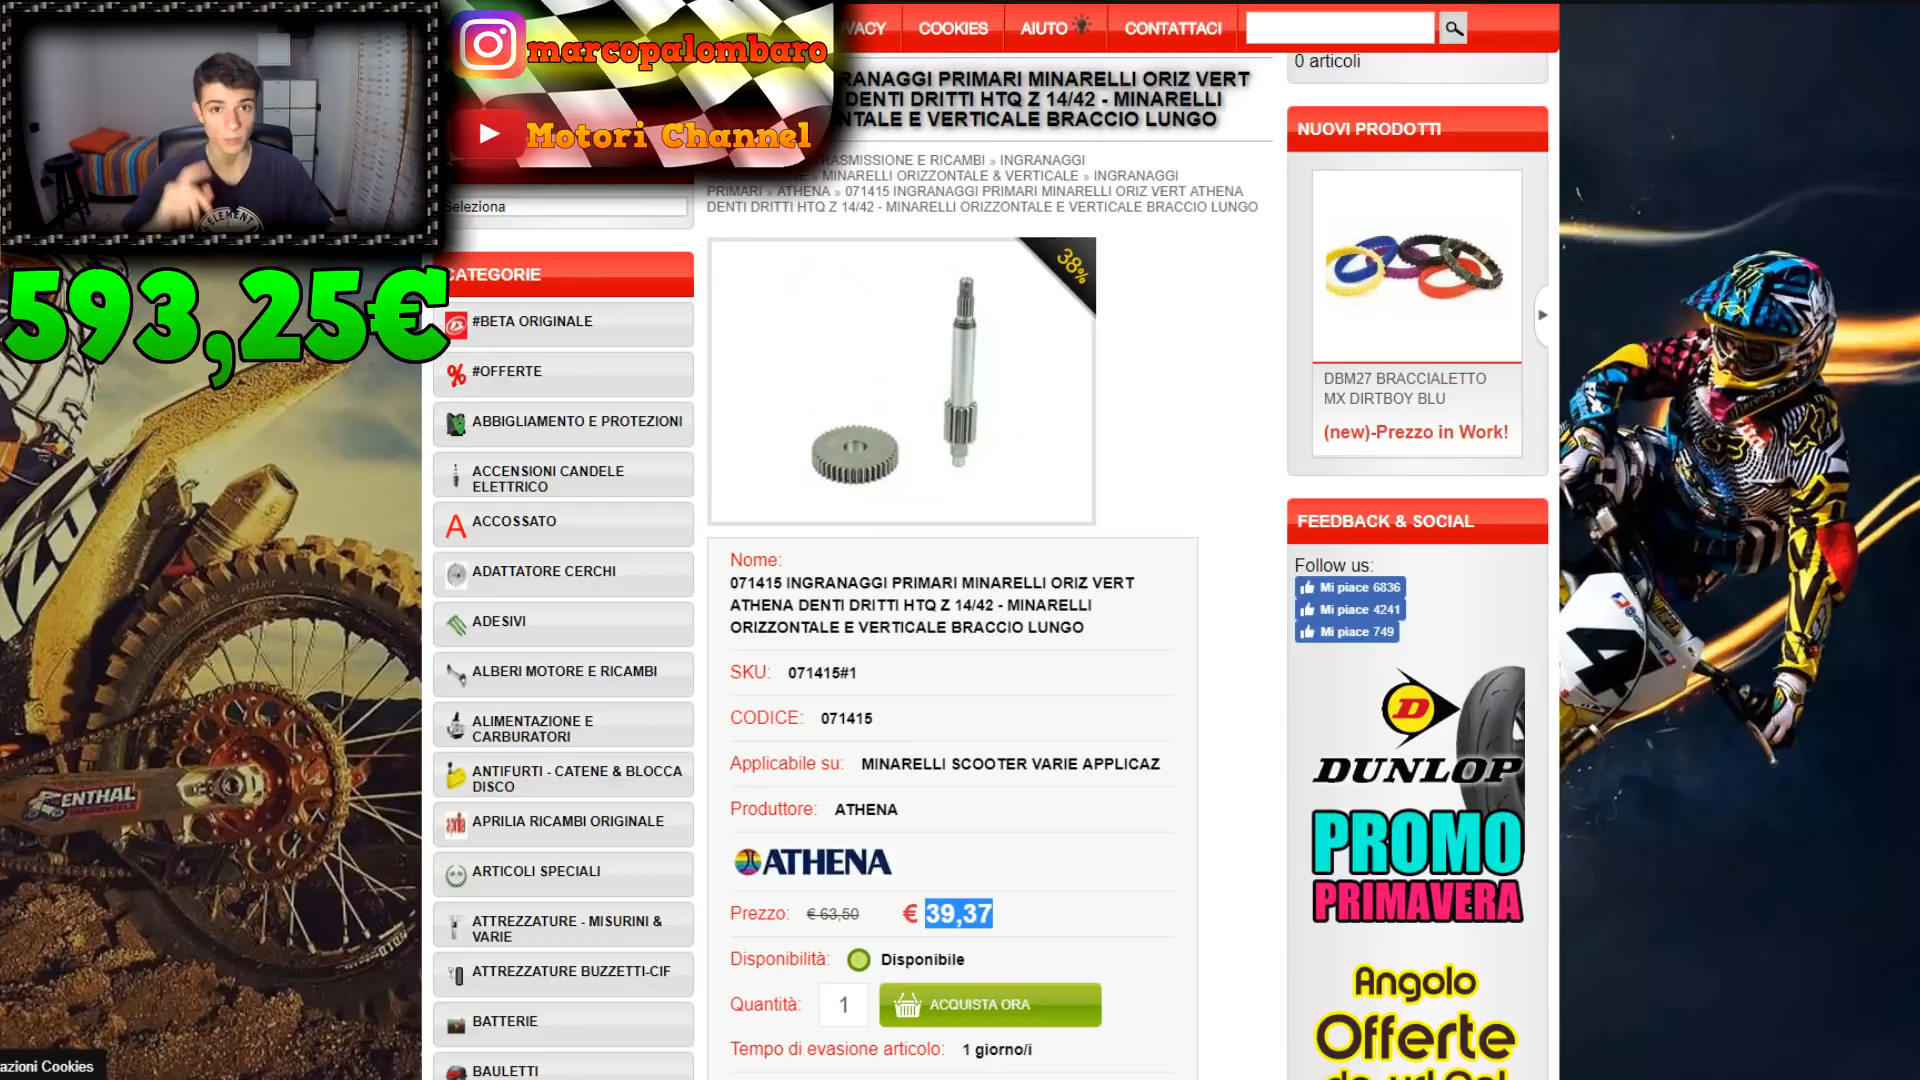 marcopalombaro
Motori Channel
593,25€
VACY
COOKIES
AIUTO
CONTATTACI
0 articoli
RANAGGI PRIMARI MINARELLI ORIZ VERT
DENTI DRITTI HTQ Z 14/42 - MINARELLI
NTALE E VERTICALE BRACCIO LUNGO
RASMISSIONE E RICAMBI » INGRANAGGI
» MINARELLI ORIZZONTALE & VERTICALE » INGRANAGGI
PRIMARI » ATHENA » 071415 INGRANAGGI PRIMARI MINARELLI ORIZ VERT ATHENA
DENTI DRITTI HTQ Z 14/42 - MINARELLI ORIZZONTALE E VERTICALE BRACCIO LUNGO
Seleziona
CATEGORIE
#BETA ORIGINALE
#OFFERTE
ABBIGLIAMENTO E PROTEZIONI
ACCENSIONI CANDELE
ELETTRICO
ACCOSSATO
ADATTATORE CERCHI
ADESIVI
ALBERI MOTORE E RICAMBI
ALIMENTAZIONE E
CARBURATORI
ANTIFURTI - CATENE & BLOCCA
DISCO
APRILIA RICAMBI ORIGINALE
ARTICOLI SPECIALI
ATTREZZATURE - MISURINI &
VARIE
ATTREZZATURE BUZZETTI-CIF
BATTERIE
BAULETTI
38%
Nome:
071415 INGRANAGGI PRIMARI MINARELLI ORIZ VERT
ATHENA DENTI DRITTI HTQ Z 14/42 - MINARELLI
ORIZZONTALE E VERTICALE BRACCIO LUNGO
SKU: 071415#1
CODICE: 071415
Applicabile su: MINARELLI SCOOTER VARIE APPLICAZ
Produttore: ATHENA
ATHENA
Prezzo: € 63,50 € 39,37
Disponibilità: Disponibile
Quantità: 1 ACQUISTA ORA
Tempo di evasione articolo: 1 giorno/i
NUOVI PRODOTTI
DBM27 BRACCIALETTO
MX DIRTBOY BLU
(new)-Prezzo in Work!
FEEDBACK & SOCIAL
Follow us:
Mi piace 6836
Mi piace 4241
Mi piace 749
D
DUNLOP
PROMO
PRIMAVERA
Angolo
Offerte
ENTHAL
4
ELEMENT
azioni Cookies